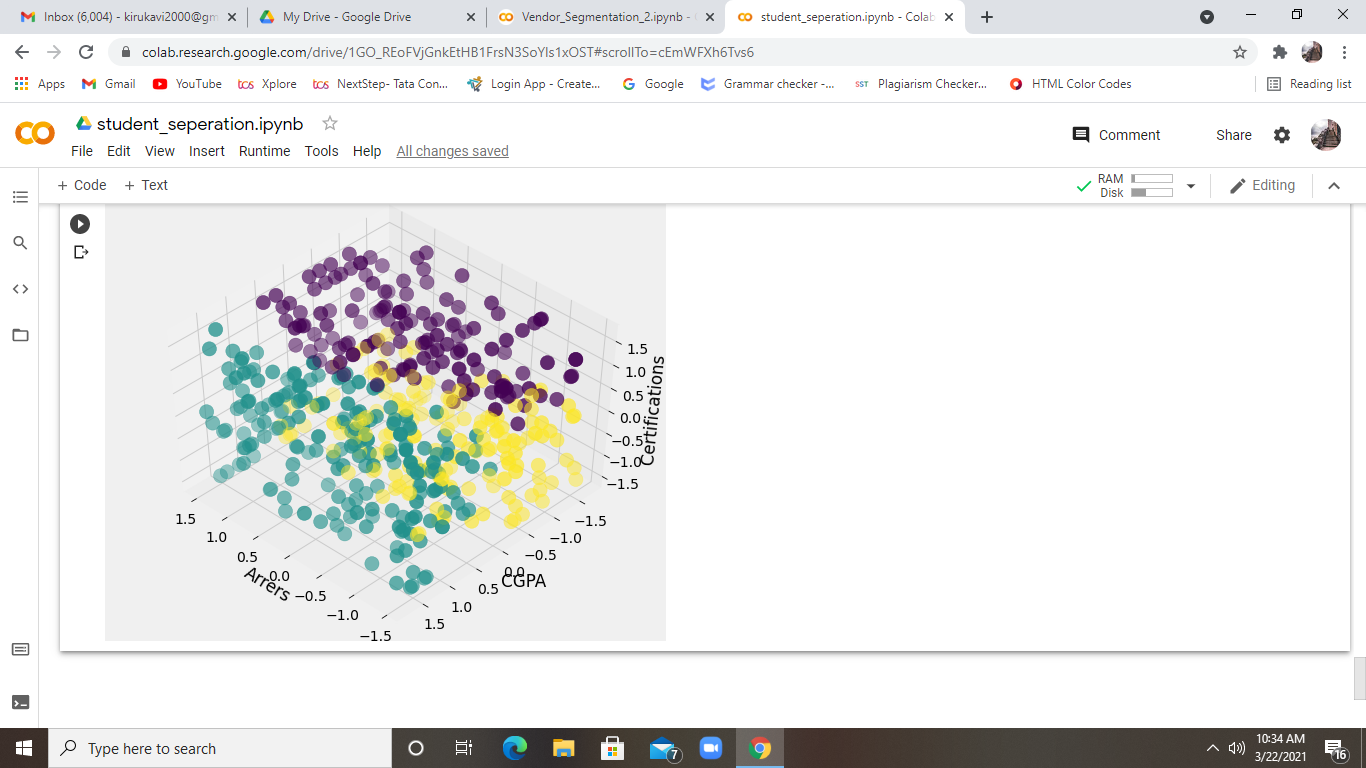 Inbox (6,004) - kirukavi2000@gm
My Drive - Google Drive
Vendor_Segmentation_2.ipynb -
student_seperation.ipynb - Colab
colab.research.google.com/drive/1GO_REoFVjGnkEtHB1FrsN3SoYls1xOST#scrollTo=cEmWFXh6Tvs6
Apps Gmail YouTube tcs Xplore tcs NextStep- Tata Con... Login App - Create... Google Grammar checker -... SST Plagiarism Checker... HTML Color Codes Reading list
student_seperation.ipynb
Comment Share
File Edit View Insert Runtime Tools Help All changes saved
+ Code + Text
RAM
Disk
Editing
1.5
1.0
0.5
0.0
−0.5
−1.0
−1.5
Certifications
1.5
1.0
0.5
0.0
−0.5
−1.0
−1.5
Arrers
−1.5
−1.0
−0.5
0.0
0.5
1.0
1.5
CGPA
Type here to search
7
10:34 AM
3/22/2021
16